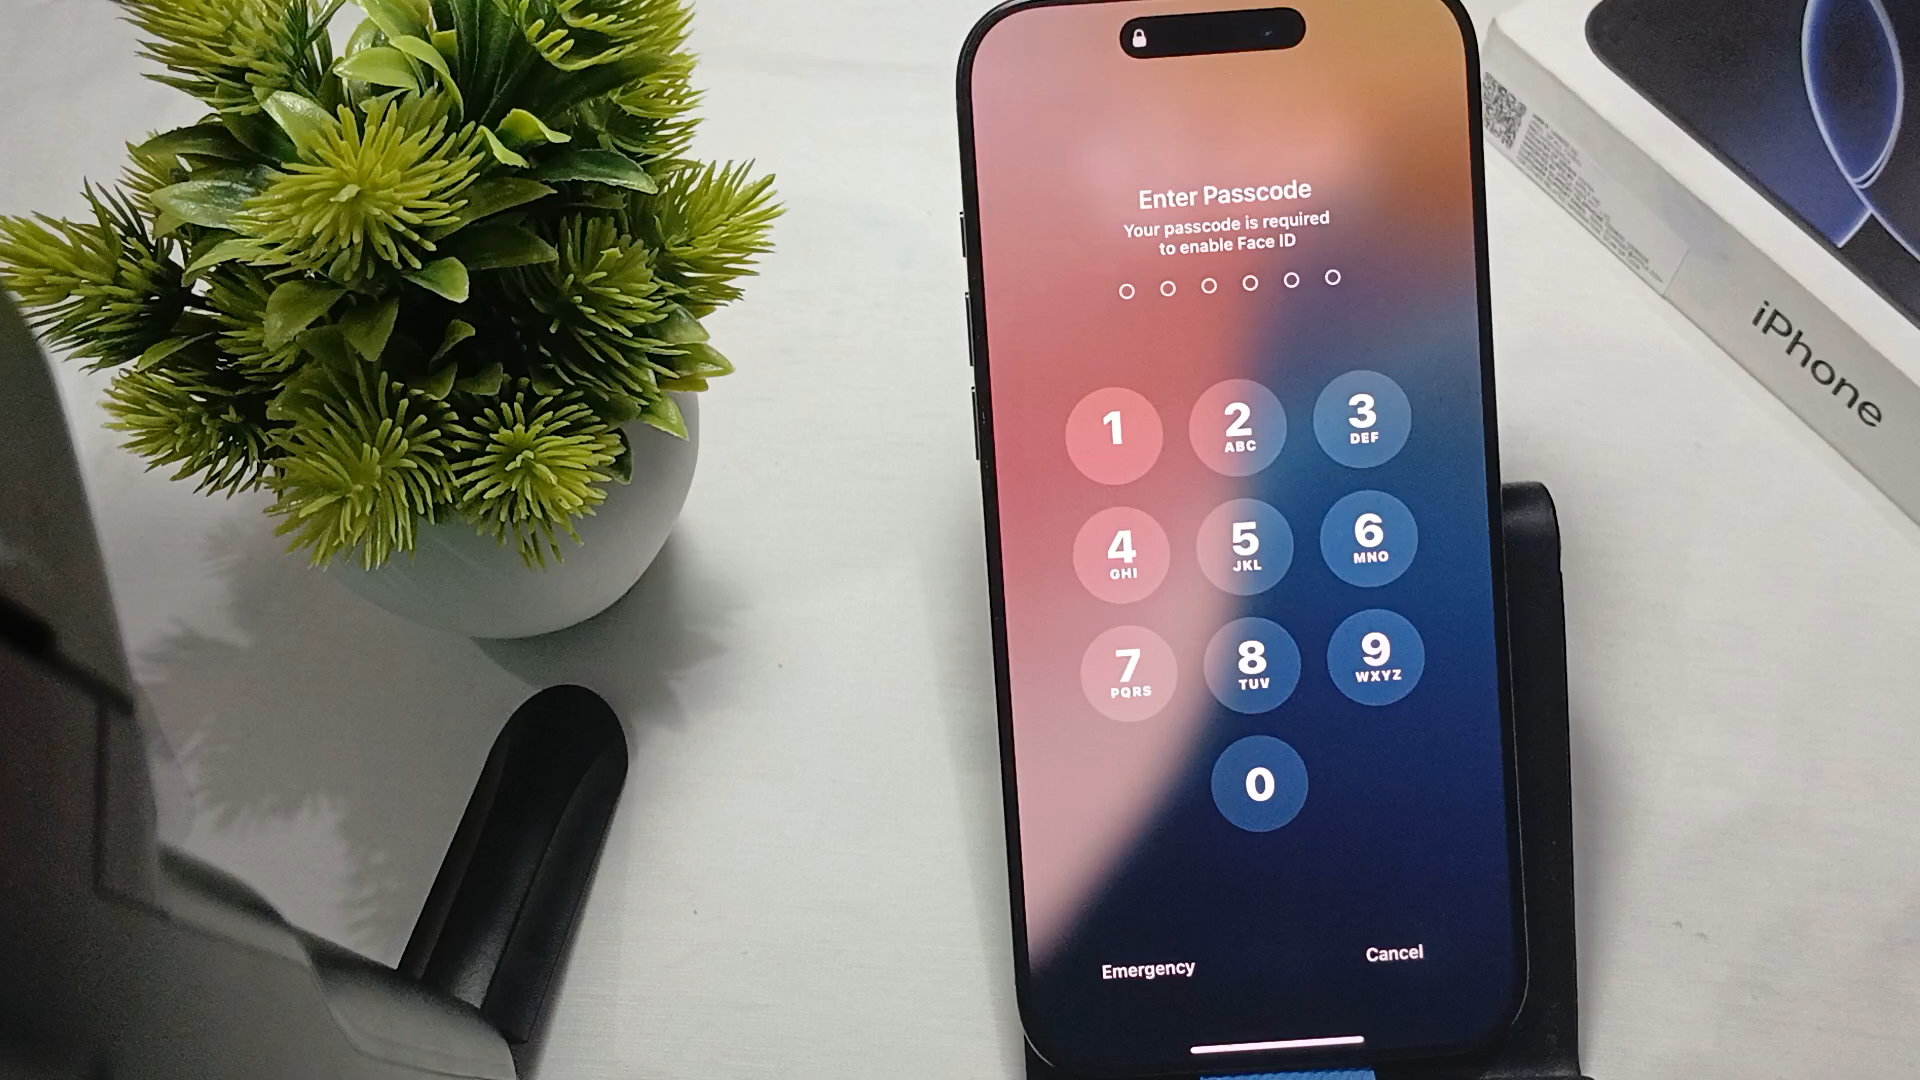 Enter Passcode
Your passcode is required
to enable Face ID
1
2
ABC
3
DEF
4
GHI
5
JKL
6
MNO
7
PQRS
8
TUV
9
WXYZ
0
Emergency
Cancel
iPhone